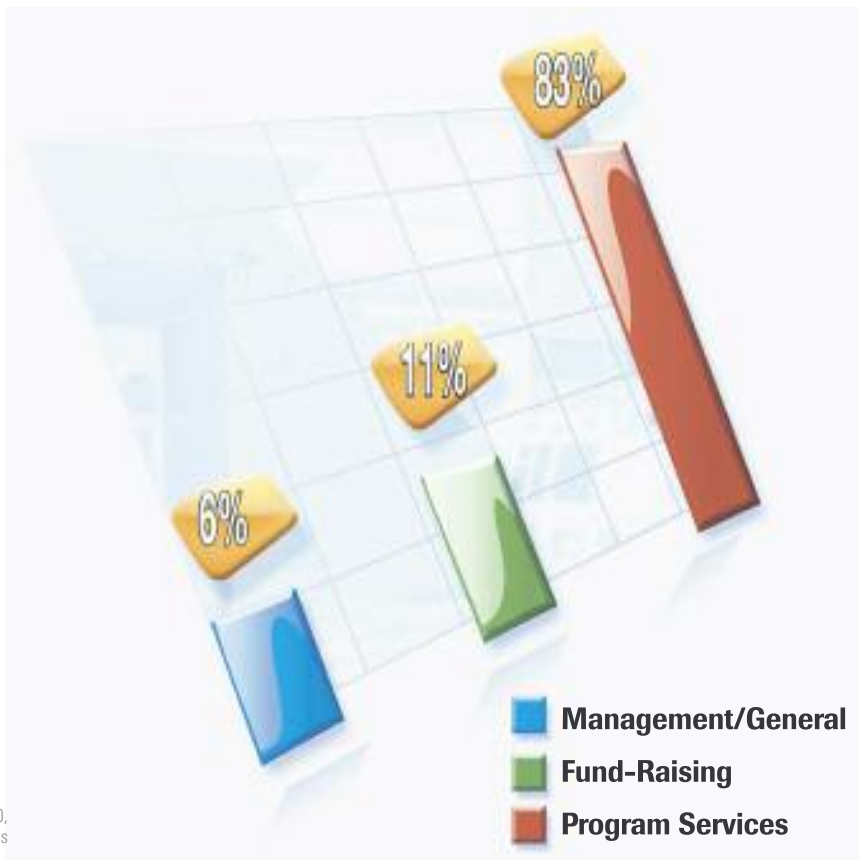 83%
11%
6%
Management/General
Fund-Raising
Program Services